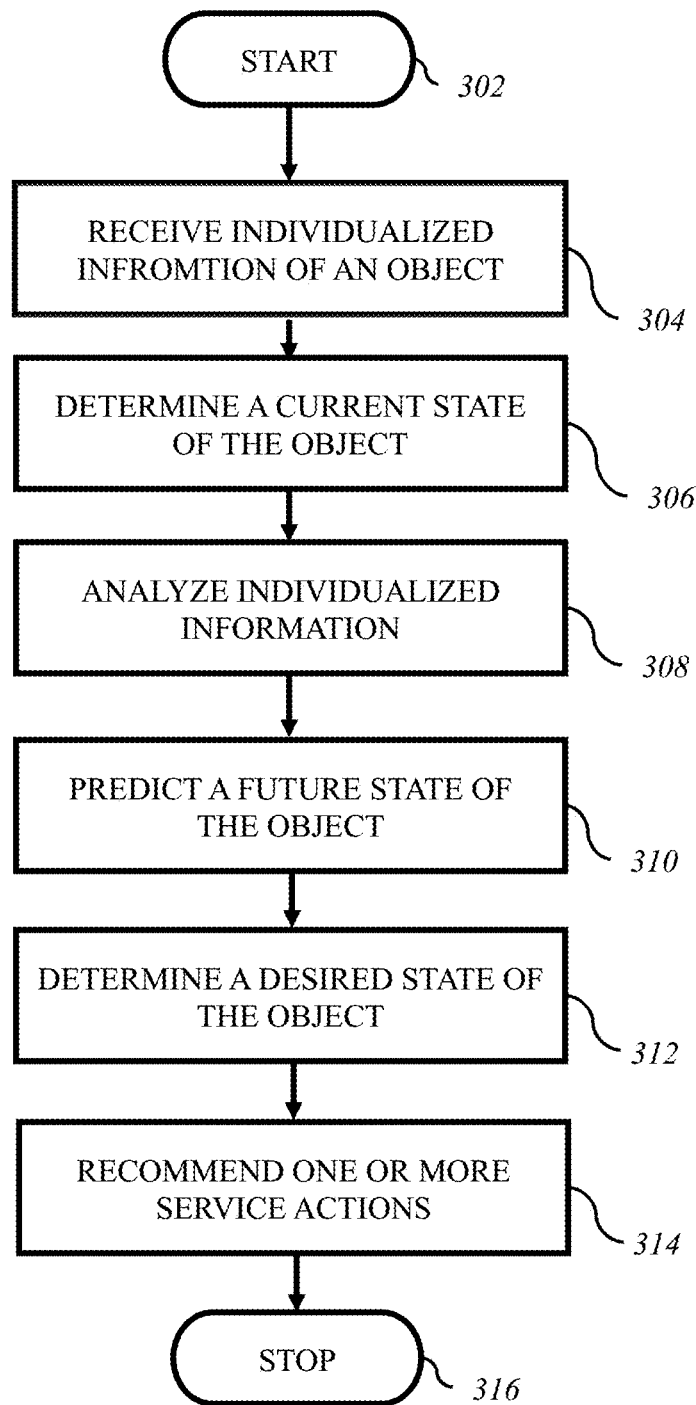 START
302
RECEIVE INDIVIDUALIZED
INFROMTION OF AN OBJECT
304
DETERMINE A CURRENT STATE
OF THE OBJECT
306
ANALYZE INDIVIDUALIZED
INFORMATION
308
PREDICT A FUTURE STATE OF
THE OBJECT
310
DETERMINE A DESIRED STATE OF
THE OBJECT
312
RECOMMEND ONE OR MORE
SERVICE ACTIONS
314
STOP
316